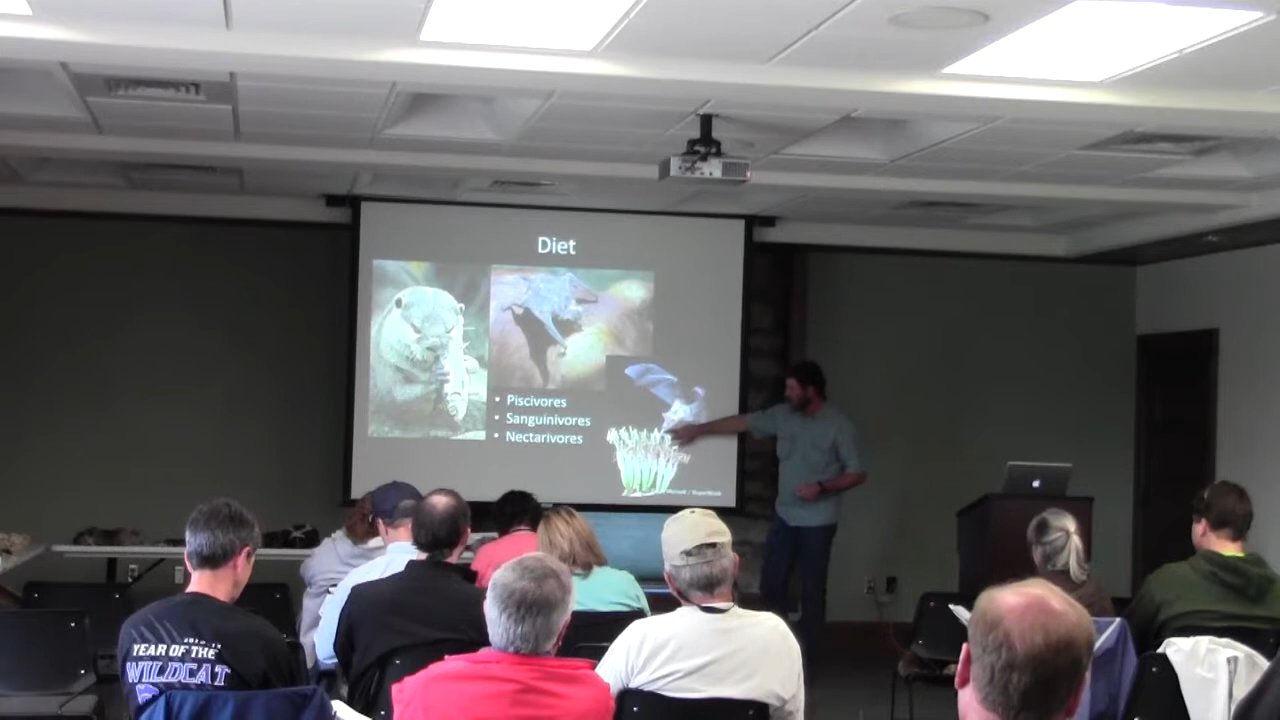 Diet
• Piscivores
• Sanguinivores
• Nectarivores
YEAR OF THE
WILDCAT